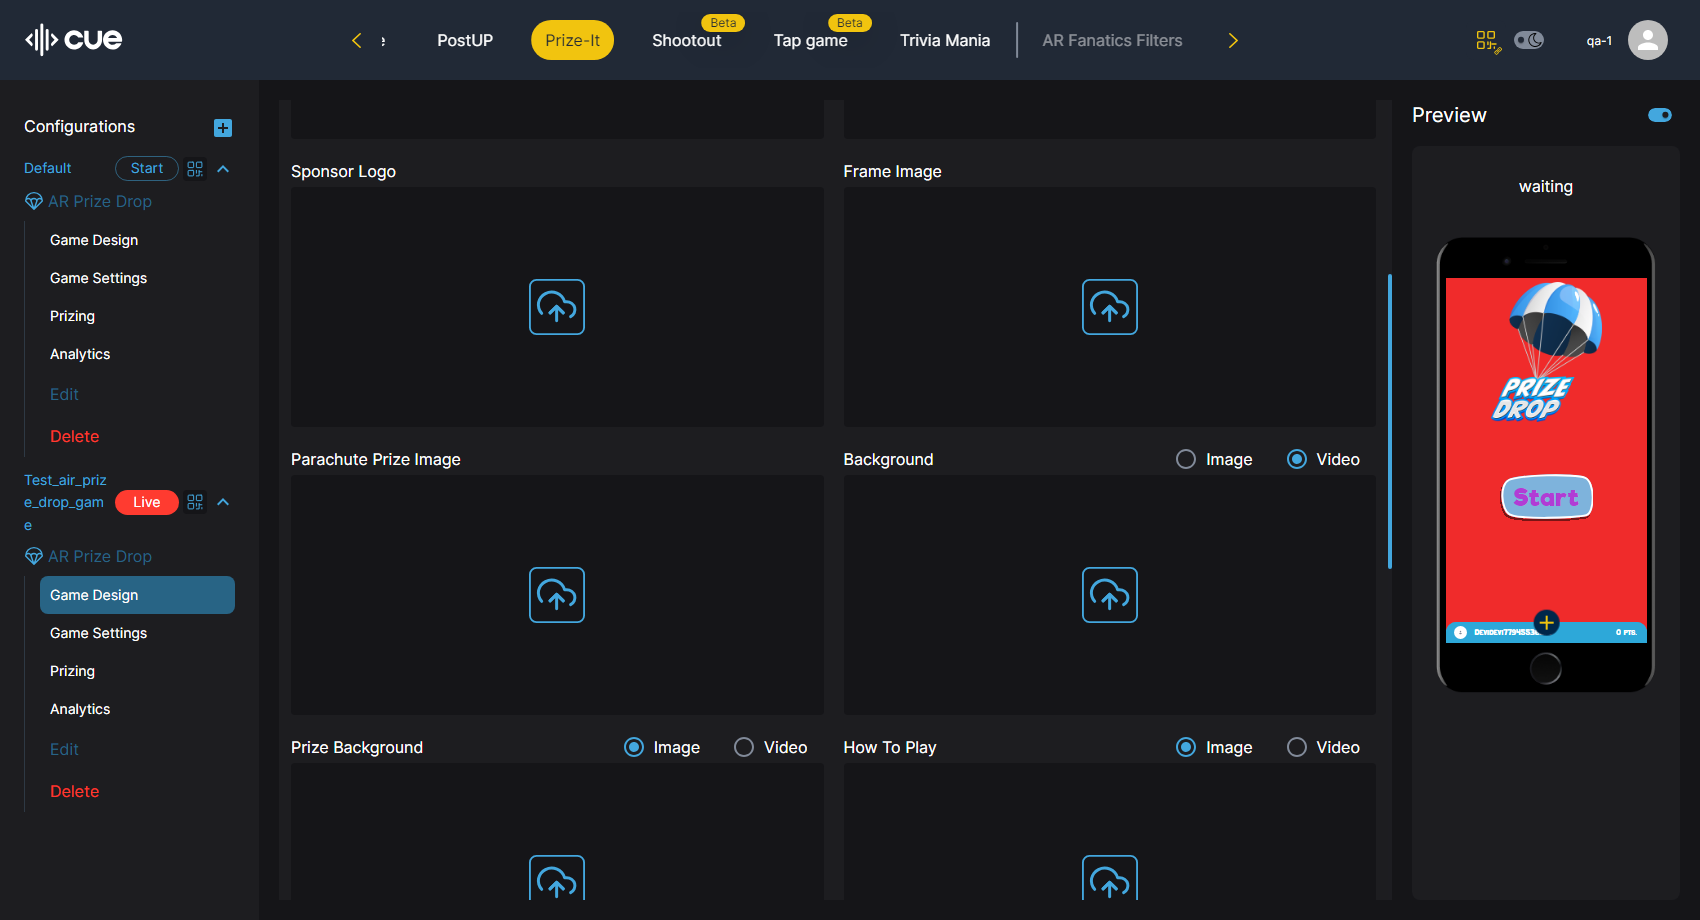 cue
PostUP
Prize-It
Beta
Shootout
Beta
Tap game
Trivia Mania
AR Fanatics Filters
qa-1
Configurations
Default
Start
AR Prize Drop
Game Design
Game Settings
Prizing
Analytics
Edit
Delete
Test_air_priz
e_drop_gam
e
Live
AR Prize Drop
Game Design
Game Settings
Prizing
Analytics
Edit
Delete
Sponsor Logo
Frame Image
Parachute Prize Image
Background
Image
Video
Prize Background
Image
Video
How To Play
Image
Video
Preview
waiting
PRIZE
DROP
Start
0 PTS.